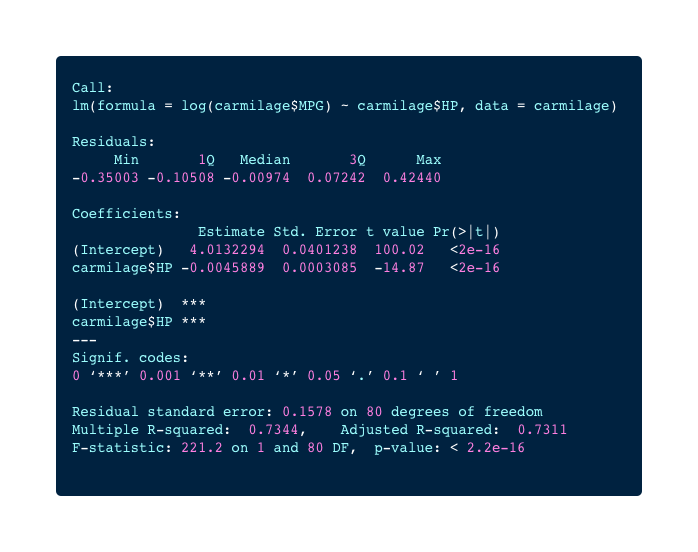 Call:
lm(formula = log(carmilage$MPG) ~ carmilage$HP, data = carmilage)
Residuals:
Min 1Q Median 3Q Max
-0.35003 -0.10508 -0.00974 0.07242 0.42440
Coefficients:
Estimate Std. Error t value Pr(>|t|)
(Intercept) 4.0132294 0.0401238 100.02 <2e-16
carmilage$HP -0.0045889 0.0003085 -14.87 <2e-16
(Intercept) ***
carmilage$HP ***
---
Signif. codes:
0 ‘***’ 0.001 ‘**’ 0.01 ‘*’ 0.05 ‘.’ 0.1 ‘ ’ 1
Residual standard error: 0.1578 on 80 degrees of freedom
Multiple R-squared: 0.7344, Adjusted R-squared: 0.7311
F-statistic: 221.2 on 1 and 80 DF, p-value: < 2.2e-16